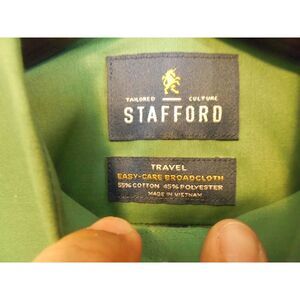 TAILORED CULTURE
STAFFORD
TRAVEL
EASY-CARE BROADCLOTH
55% COTTON 45% POLYESTER
MADE IN VIETNAM